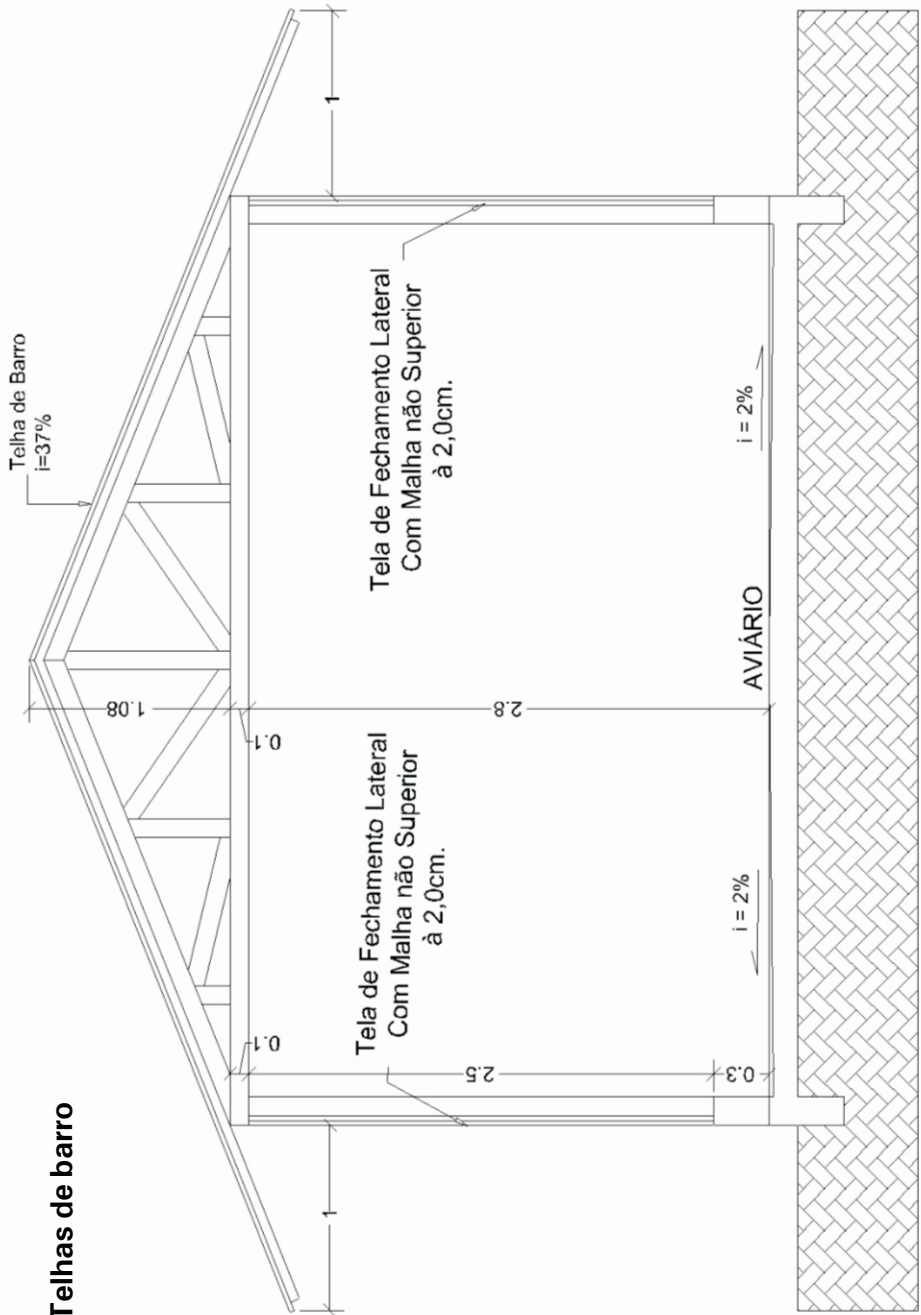 Telhas de barro
Telha de Barro
i=37%
1.08
0.1
0.1
1
1
Tela de Fechamento Lateral
Com Malha não Superior
à 2,0cm.
Tela de Fechamento Lateral
Com Malha não Superior
à 2,0cm.
2.5
2.8
0.3
i = 2%
AVIÁRIO
i = 2%